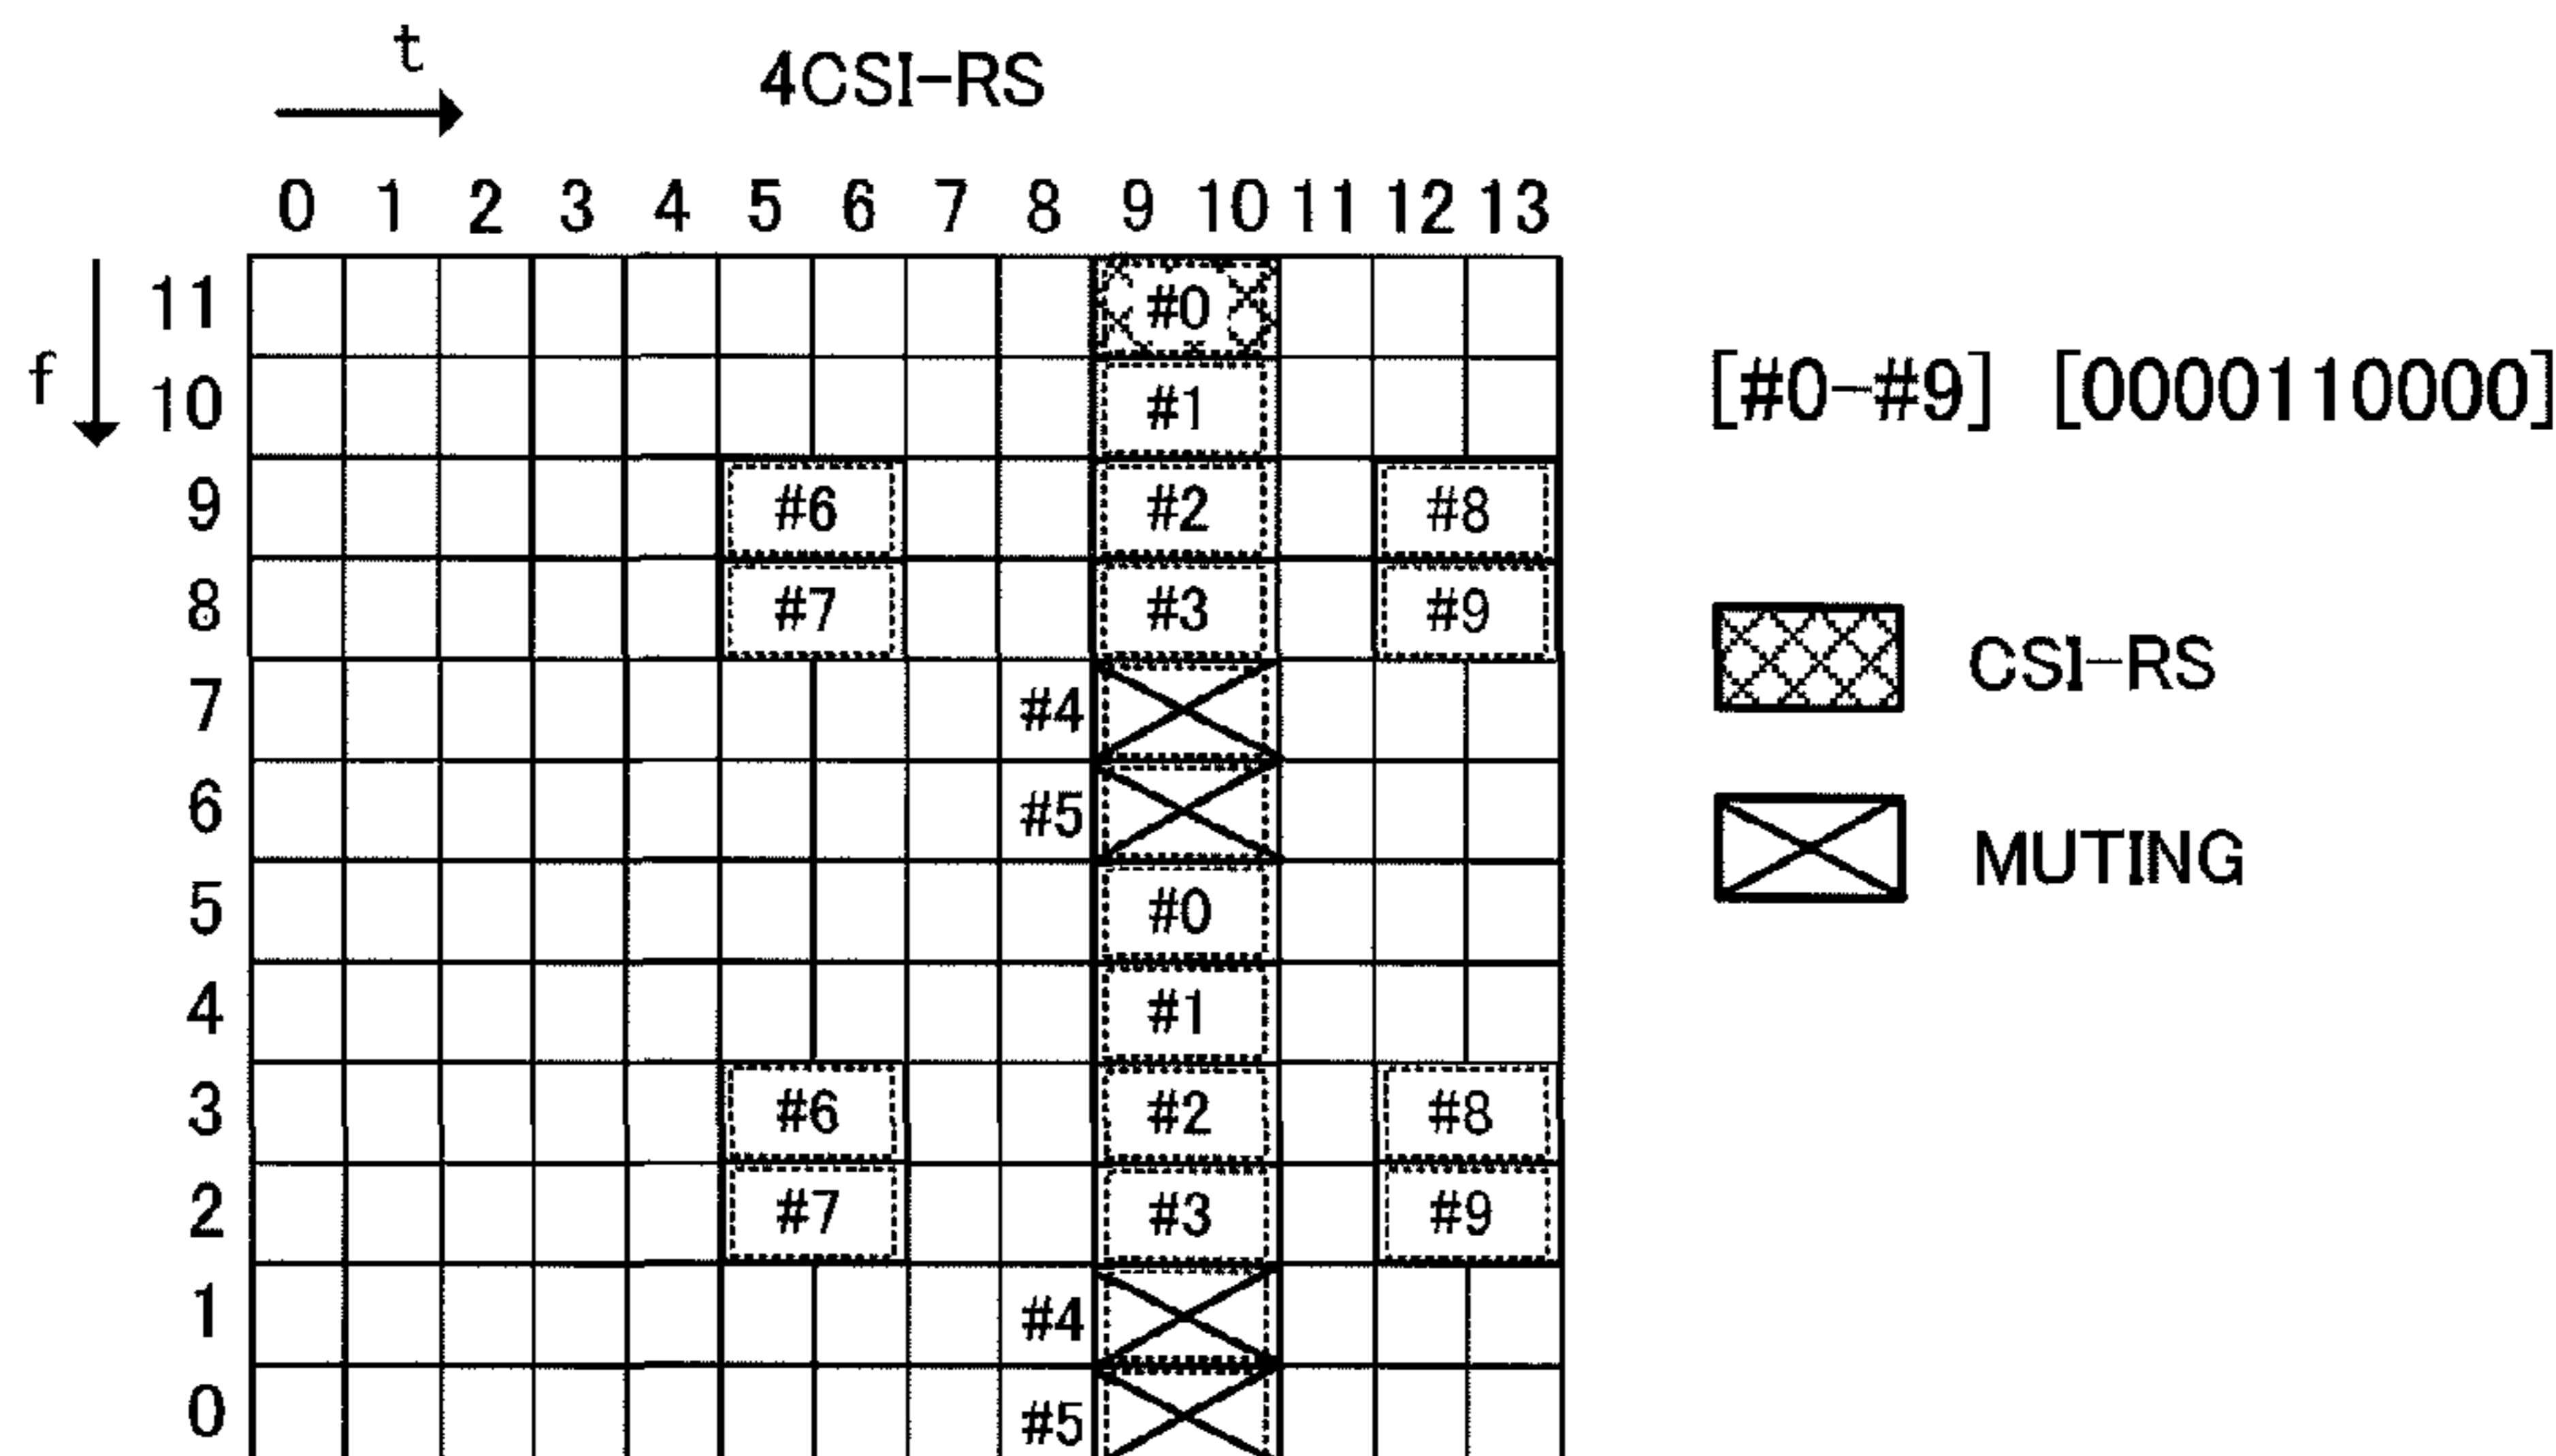 t
4CSI-RS
0 1 2 3 4 5 6 7 8 9 10 11 12 13
f
11 #0
10 #1
9 #6 #2 #8
8 #7 #3 #9
7 #4
6 #5
5 #0
4 #1
3 #6 #2 #8
2 #7 #3 #9
1 #4
0 #5
[#0-#9] [0000110000]
CSI-RS
MUTING